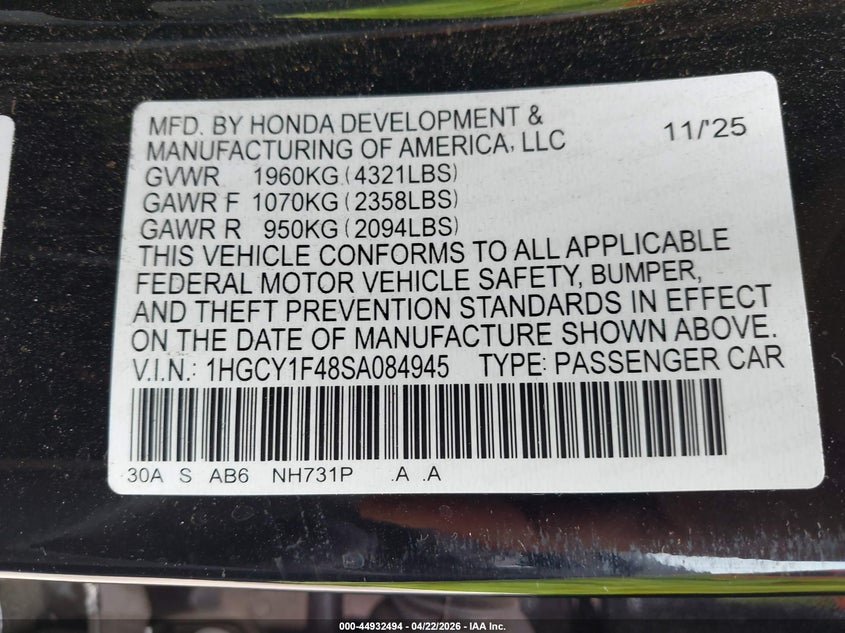 MFD. BY HONDA DEVELOPMENT &
MANUFACTURING OF AMERICA, LLC 11/'25
GVWR 1960KG (4321LBS)
GAWR F 1070KG (2358LBS)
GAWR R 950KG (2094LBS)
THIS VEHICLE CONFORMS TO ALL APPLICABLE
FEDERAL MOTOR VEHICLE SAFETY, BUMPER,
AND THEFT PREVENTION STANDARDS IN EFFECT
ON THE DATE OF MANUFACTURE SHOWN ABOVE.
V.I.N.: 1HGCY1F48SA084945 TYPE: PASSENGER CAR
30A S AB6 NH731P .A .A
000-44932494 - 04/22/2026 - IAA Inc.